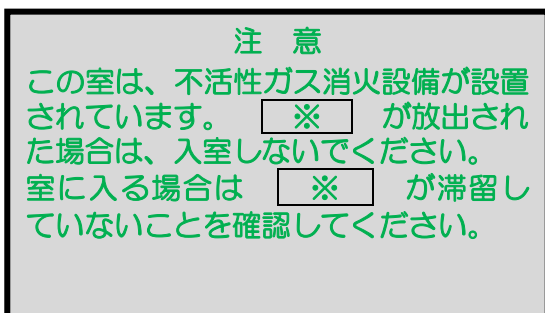 注 意
この室は、不活性ガス消火設備が設置
されています。 ※ が放出され
た場合は、入室しないでください。
室に入る場合は ※ が滞留し
ていないことを確認してください。